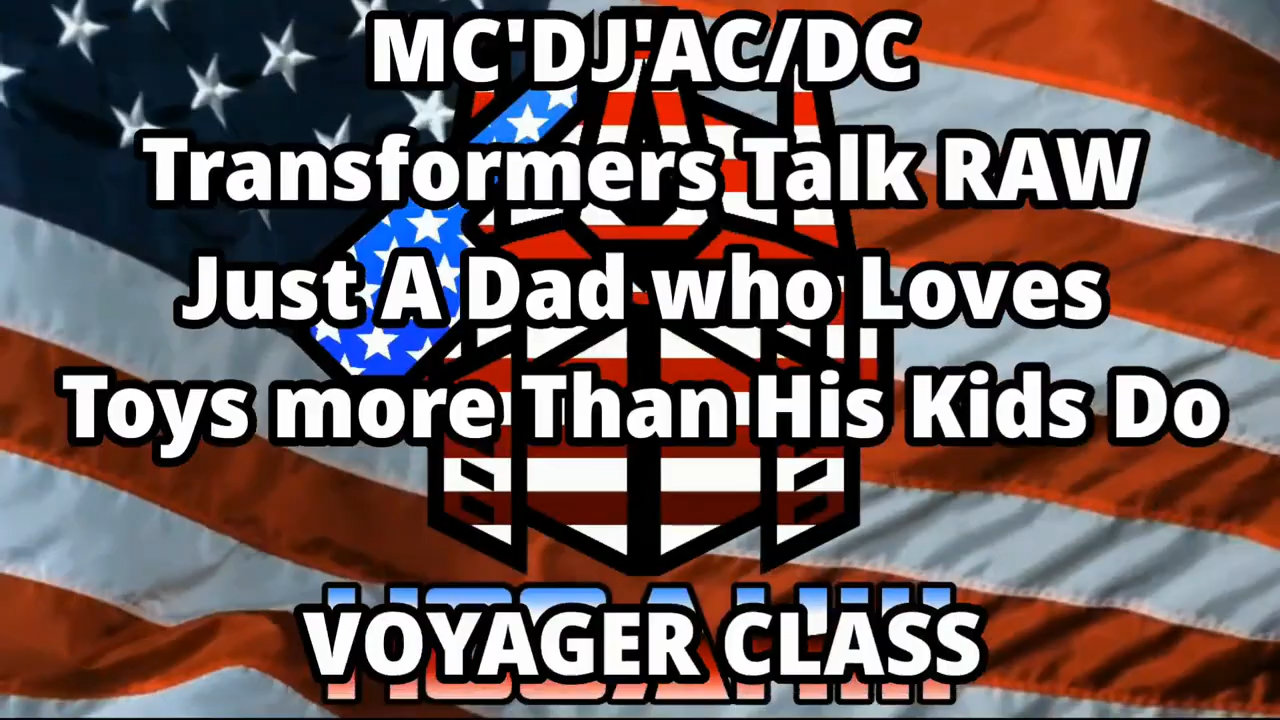 MC'DJ'AC/DC
Transformers Talk RAW
Just A Dad who Loves
Toys more Than His Kids Do
VOYAGER CLASS